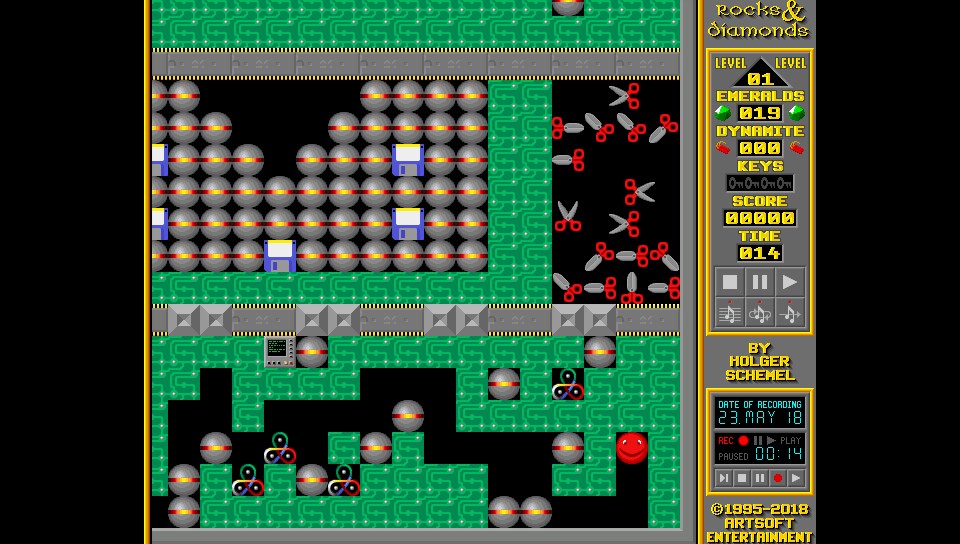 Rocks &
Diamonds
LEVEL LEVEL
01
EMERALDS
019
DYNAMITE
000
KEYS
SCORE
00000
TIME
014
BY
HOLGER
SCHEMEL
DATE OF RECORDING
23.MAY 18
REC PLAY
PAUSED 00:14
©1995-2018
ARTSOFT
ENTERTAINMENT